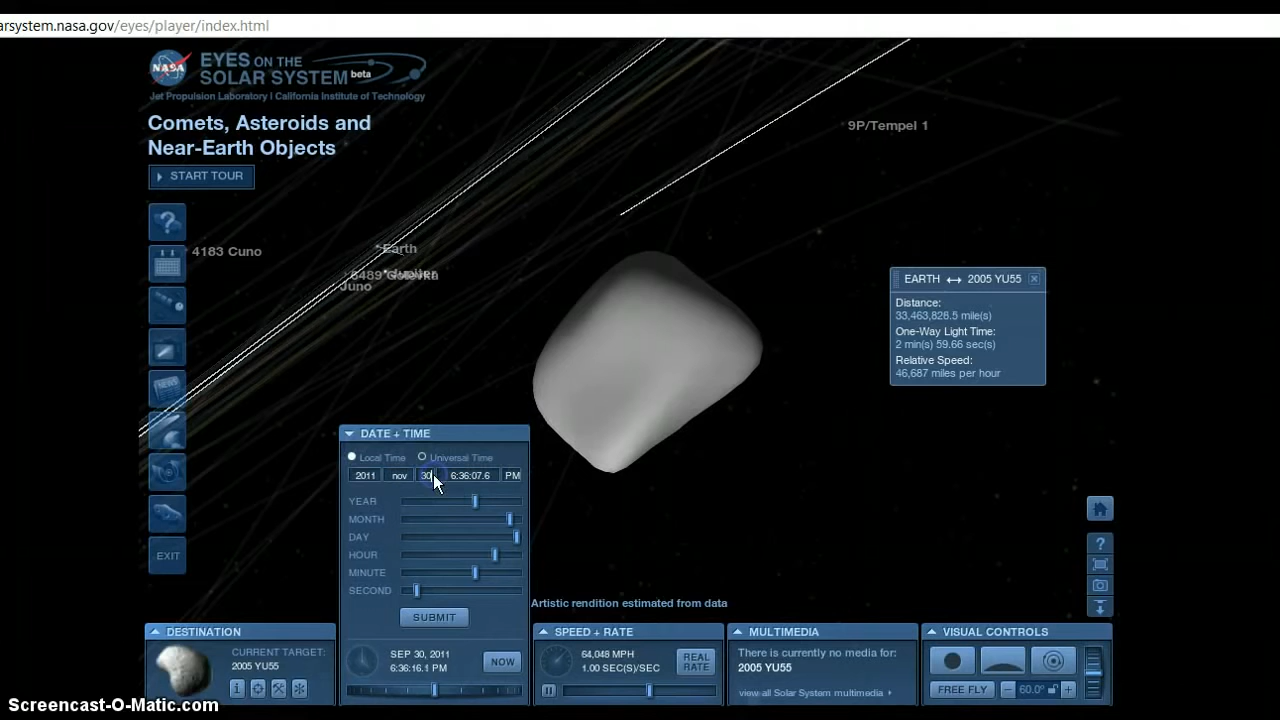 arsystem.nasa.gov/eyes/player/index.html
NASA
EYES ON THE
SOLAR SYSTEM beta
Jet Propulsion Laboratory | California Institute of Technology
Comets, Asteroids and
Near-Earth Objects
START TOUR
9P/Tempel 1
4183 Cuno
Earth
6489 Golevka
Jupiter
Juno
EARTH ↔ 2005 YU55
Distance:
33,463,828.5 mile(s)
One-Way Light Time:
2 min(s) 59.66 sec(s)
Relative Speed:
46,687 miles per hour
NEWS
EXIT
DATE + TIME
Local Time Universal Time
2011 nov 30 6:36:07.6 PM
YEAR
MONTH
DAY
HOUR
MINUTE
SECOND
SUBMIT
SEP 30, 2011
6:36:16.1 PM
NOW
Artistic rendition estimated from data
DESTINATION
CURRENT TARGET:
2005 YU55
SPEED + RATE
64,048 MPH
1.00 SEC(S)/SEC
REAL
RATE
MULTIMEDIA
There is currently no media for:
2005 YU55
view all Solar System multimedia
VISUAL CONTROLS
FREE FLY
60.0°
Screencast-O-Matic.com